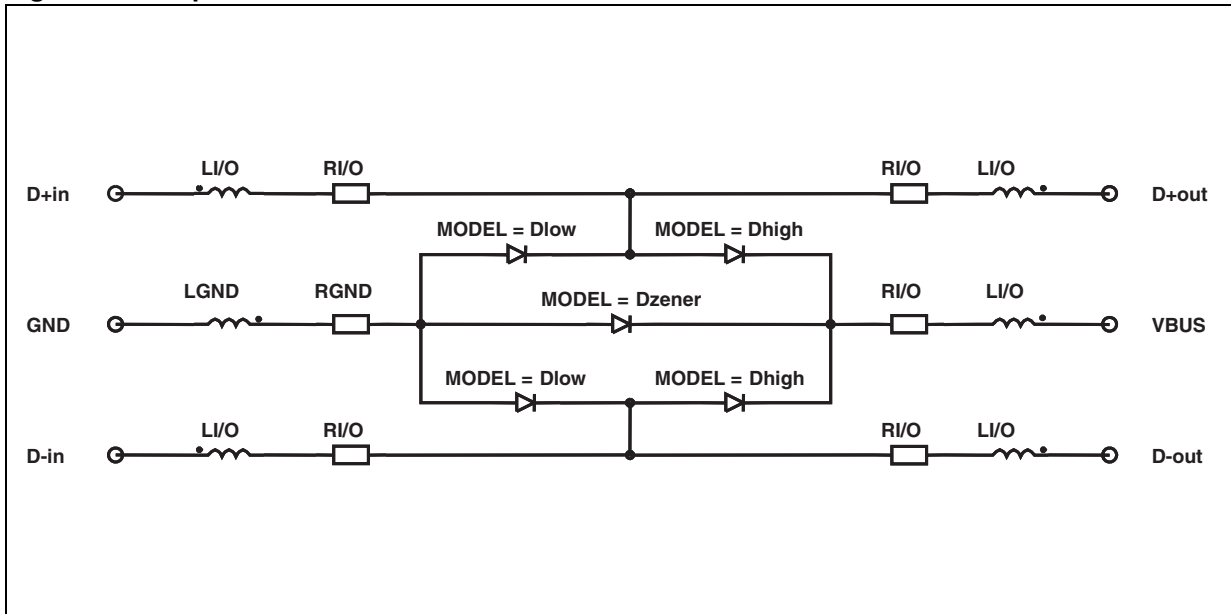 LI/O RI/O RI/O LI/O
D+in D+out
MODEL = Dlow MODEL = Dhigh
LGND RGND MODEL = Dzener RI/O LI/O
GND VBUS
MODEL = Dlow MODEL = Dhigh
LI/O RI/O RI/O LI/O
D-in D-out